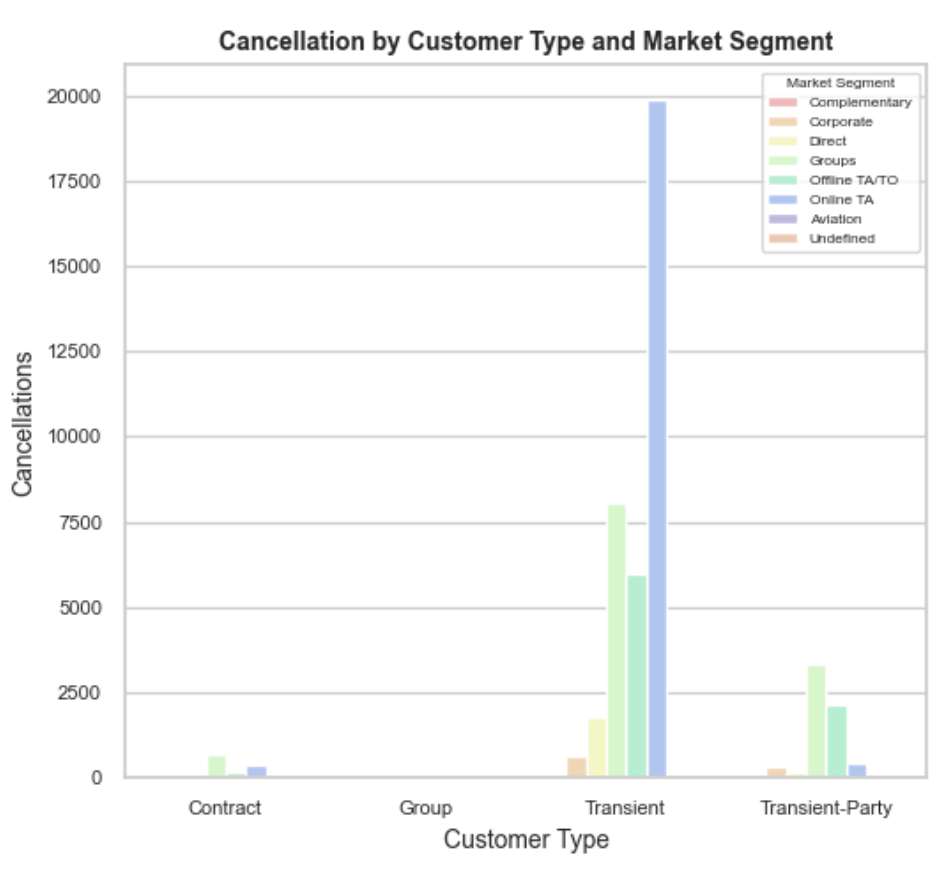 Cancellation by Customer Type and Market Segment
Market Segment
Complementary
Corporate
Direct
Groups
Offline TA/TO
Online TA
Aviation
Undefined
20000
17500
15000
12500
10000
7500
5000
2500
0
Cancellations
Contract
Group
Transient
Transient-Party
Customer Type